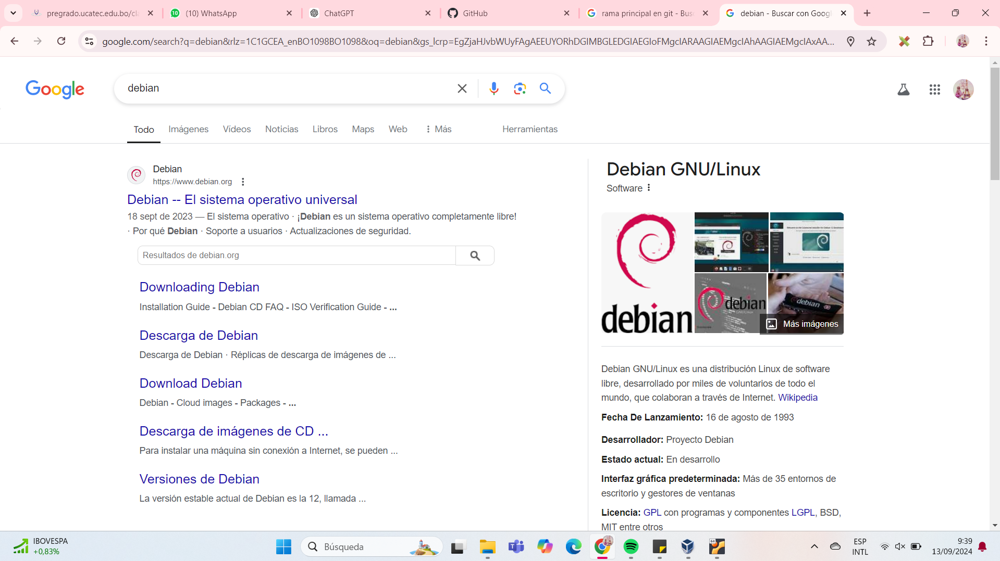 pregrado.ucatec.edu.bo/cla
(10) WhatsApp
ChatGPT
GitHub
rama principal en git - Bus
debian - Buscar con Googl
google.com/search?q=debian&rlz=1C1GCEA_enBO1098BO1098&oq=debian&gs_lcrp=EgZjaHJvbWUyFAgAEEUYORhDGIMBGLEDGIAEGIoFMgcIARAAGIAEMgcIAhAAGIAEMgcIAxAA...
Google
debian
Todo
Imágenes
Vídeos
Noticias
Libros
Maps
Web
Más
Herramientas
Debian
https://www.debian.org
Debian -- El sistema operativo universal
18 sept de 2023 — El sistema operativo · ¡Debian es un sistema operativo completamente libre!
· Por qué Debian · Soporte a usuarios · Actualizaciones de seguridad.
Resultados de debian.org
Downloading Debian
Installation Guide - Debian CD FAQ - ISO Verification Guide - ...
Descarga de Debian
Descarga de Debian · Réplicas de descarga de imágenes de ...
Download Debian
Debian - Cloud images - Packages - ...
Descarga de imágenes de CD ...
Para instalar una máquina sin conexión a Internet, se pueden ...
Versiones de Debian
La versión estable actual de Debian es la 12, llamada ...
Debian GNU/Linux
Software
debian
debian
debian
Más imágenes
Debian GNU/Linux es una distribución Linux de software
libre, desarrollado por miles de voluntarios de todo el
mundo, que colaboran a través de Internet. Wikipedia
Fecha De Lanzamiento: 16 de agosto de 1993
Desarrollador: Proyecto Debian
Estado actual: En desarrollo
Interfaz gráfica predeterminada: Más de 35 entornos de
escritorio y gestores de ventanas
Licencia: GPL con programas y componentes LGPL, BSD,
MIT entre otros
IBOVESPA
+0,83%
Búsqueda
64
ESP
INTL
9:39
13/09/2024